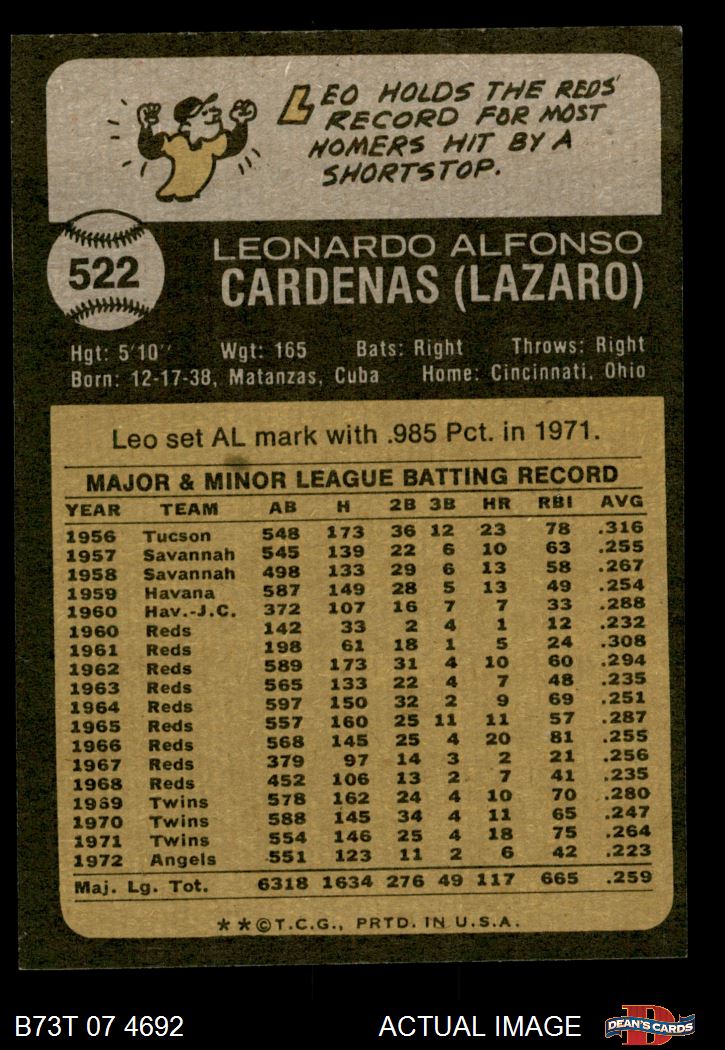 LEO HOLDS THE REDS'
RECORD FOR MOST
HOMERS HIT BY A
SHORTSTOP.
522
LEONARDO ALFONSO
CARDENAS (LAZARO)
Hgt: 5'10" Wgt: 165 Bats: Right Throws: Right
Born: 12-17-38, Matanzas, Cuba Home: Cincinnati, Ohio
Leo set AL mark with .985 Pct. in 1971.
MAJOR & MINOR LEAGUE BATTING RECORD
YEAR TEAM AB H 2B 3B HR RBI AVG
1956 Tucson 548 173 36 12 23 78 .316
1957 Savannah 545 139 22 6 10 63 .255
1958 Savannah 498 133 29 6 13 58 .267
1959 Havana 587 149 28 5 13 49 .254
1960 Hav.-J.C. 372 107 16 7 7 33 .288
1960 Reds 142 33 2 4 1 12 .232
1961 Reds 198 61 18 1 5 24 .308
1962 Reds 589 173 31 4 10 60 .294
1963 Reds 565 133 22 4 7 48 .235
1964 Reds 597 150 32 2 9 69 .251
1965 Reds 557 160 25 11 11 57 .287
1966 Reds 568 145 25 4 20 81 .255
1967 Reds 379 97 14 3 2 21 .256
1968 Reds 452 106 13 2 7 41 .235
1969 Twins 578 162 24 4 10 70 .280
1970 Twins 588 145 34 4 11 65 .247
1971 Twins 554 146 25 4 18 75 .264
1972 Angels 551 123 11 2 6 42 .223
Maj. Lg. Tot. 6318 1634 276 49 117 665 .259
**©T.C.G., PRTD. IN U.S.A.
B73T 07 4692 ACTUAL IMAGE
D
DEAN'S CARDS